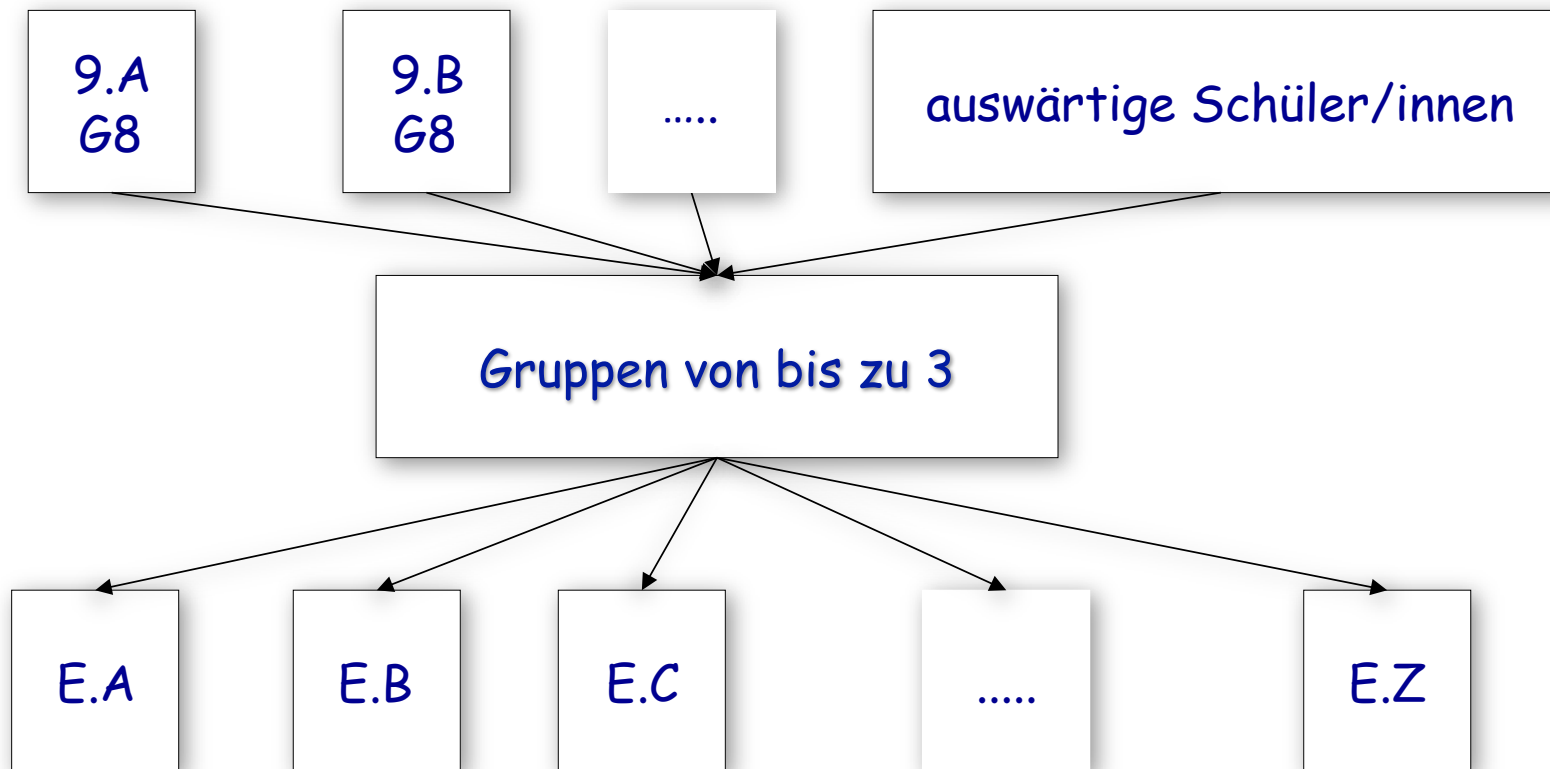 9.A
G8
9.B
G8
.....
auswärtige Schüler/innen
Gruppen von bis zu 3
E.A
E.B
E.C
.....
E.Z